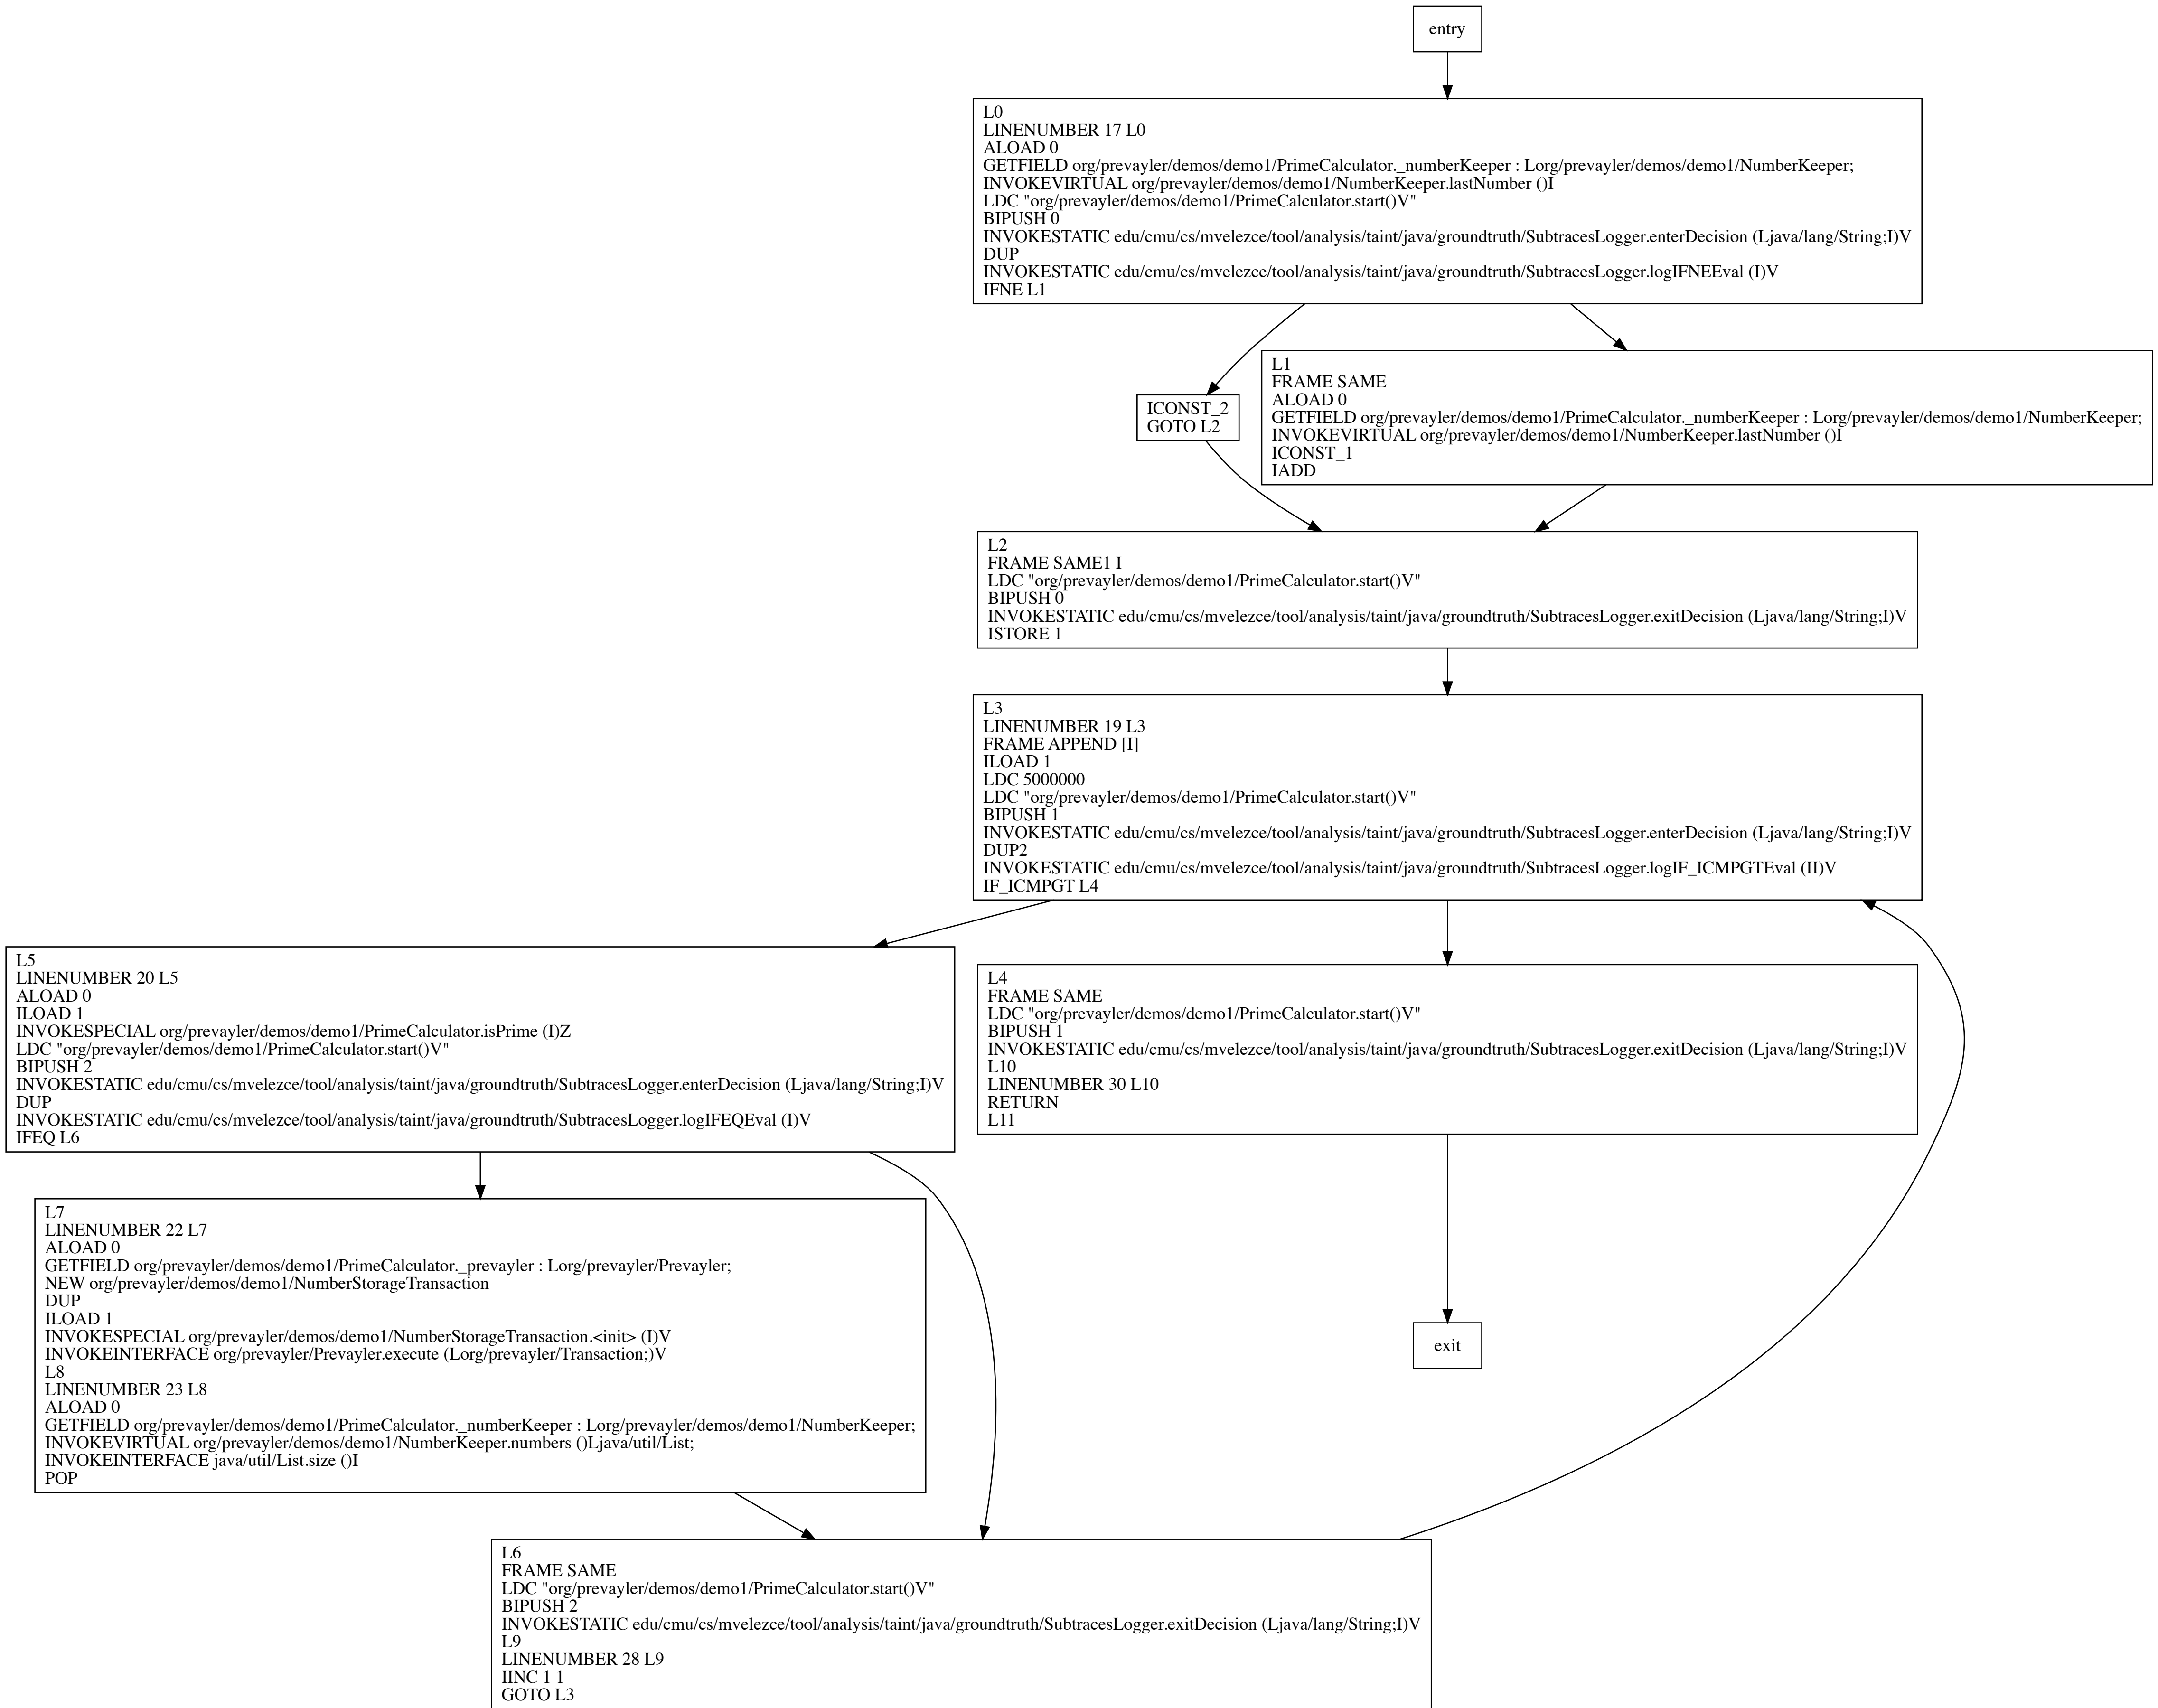 entry
L0
LINENUMBER 17 L0
ALOAD 0
GETFIELD org/prevayler/demos/demo1/PrimeCalculator._numberKeeper : Lorg/prevayler/demos/demo1/NumberKeeper;
INVOKEVIRTUAL org/prevayler/demos/demo1/NumberKeeper.lastNumber ()I
LDC "org/prevayler/demos/demo1/PrimeCalculator.start()V"
BIPUSH 0
INVOKESTATIC edu/cmu/cs/mvelezce/tool/analysis/taint/java/groundtruth/SubtracesLogger.enterDecision (Ljava/lang/String;I)V
DUP
INVOKESTATIC edu/cmu/cs/mvelezce/tool/analysis/taint/java/groundtruth/SubtracesLogger.logIFNEEval (I)V
IFNE L1
ICONST_2
GOTO L2
L1
FRAME SAME
ALOAD 0
GETFIELD org/prevayler/demos/demo1/PrimeCalculator._numberKeeper : Lorg/prevayler/demos/demo1/NumberKeeper;
INVOKEVIRTUAL org/prevayler/demos/demo1/NumberKeeper.lastNumber ()I
ICONST_1
IADD
L2
FRAME SAME1 I
LDC "org/prevayler/demos/demo1/PrimeCalculator.start()V"
BIPUSH 0
INVOKESTATIC edu/cmu/cs/mvelezce/tool/analysis/taint/java/groundtruth/SubtracesLogger.exitDecision (Ljava/lang/String;I)V
ISTORE 1
L3
LINENUMBER 19 L3
FRAME APPEND [I]
ILOAD 1
LDC 5000000
LDC "org/prevayler/demos/demo1/PrimeCalculator.start()V"
BIPUSH 1
INVOKESTATIC edu/cmu/cs/mvelezce/tool/analysis/taint/java/groundtruth/SubtracesLogger.enterDecision (Ljava/lang/String;I)V
DUP2
INVOKESTATIC edu/cmu/cs/mvelezce/tool/analysis/taint/java/groundtruth/SubtracesLogger.logIF_ICMPGTEval (II)V
IF_ICMPGT L4
L5
LINENUMBER 20 L5
ALOAD 0
ILOAD 1
INVOKESPECIAL org/prevayler/demos/demo1/PrimeCalculator.isPrime (I)Z
LDC "org/prevayler/demos/demo1/PrimeCalculator.start()V"
BIPUSH 2
INVOKESTATIC edu/cmu/cs/mvelezce/tool/analysis/taint/java/groundtruth/SubtracesLogger.enterDecision (Ljava/lang/String;I)V
DUP
INVOKESTATIC edu/cmu/cs/mvelezce/tool/analysis/taint/java/groundtruth/SubtracesLogger.logIFEQEval (I)V
IFEQ L6
L4
FRAME SAME
LDC "org/prevayler/demos/demo1/PrimeCalculator.start()V"
BIPUSH 1
INVOKESTATIC edu/cmu/cs/mvelezce/tool/analysis/taint/java/groundtruth/SubtracesLogger.exitDecision (Ljava/lang/String;I)V
L10
LINENUMBER 30 L10
RETURN
L11
L7
LINENUMBER 22 L7
ALOAD 0
GETFIELD org/prevayler/demos/demo1/PrimeCalculator._prevayler : Lorg/prevayler/Prevayler;
NEW org/prevayler/demos/demo1/NumberStorageTransaction
DUP
ILOAD 1
INVOKESPECIAL org/prevayler/demos/demo1/NumberStorageTransaction.<init> (I)V
INVOKEINTERFACE org/prevayler/Prevayler.execute (Lorg/prevayler/Transaction;)V
L8
LINENUMBER 23 L8
ALOAD 0
GETFIELD org/prevayler/demos/demo1/PrimeCalculator._numberKeeper : Lorg/prevayler/demos/demo1/NumberKeeper;
INVOKEVIRTUAL org/prevayler/demos/demo1/NumberKeeper.numbers ()Ljava/util/List;
INVOKEINTERFACE java/util/List.size ()I
POP
exit
L6
FRAME SAME
LDC "org/prevayler/demos/demo1/PrimeCalculator.start()V"
BIPUSH 2
INVOKESTATIC edu/cmu/cs/mvelezce/tool/analysis/taint/java/groundtruth/SubtracesLogger.exitDecision (Ljava/lang/String;I)V
L9
LINENUMBER 28 L9
IINC 1 1
GOTO L3